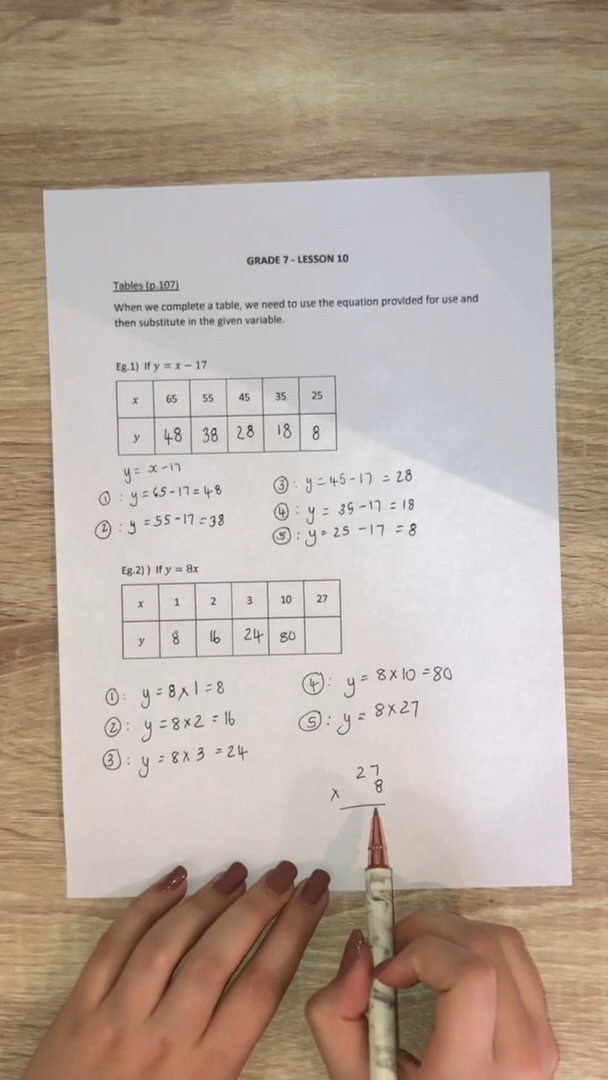 GRADE 7 - LESSON 10
Tables (p.107)
When we complete a table, we need to use the equation provided for use and
then substitute in the given variable.
Eg.1) If y = x − 17
x 65 55 45 35 25
y 48 38 28 18 8
y = x -17
① : y = 65 - 17 = 48
② : y = 55 - 17 = 38
③ : y = 45 - 17 = 28
④ : y = 35 - 17 = 18
⑤ : y = 25 - 17 = 8
Eg.2) ) If y = 8x
x 1 2 3 10 27
y 8 16 24 80
① : y = 8 x 1 = 8
② : y = 8 x 2 = 16
③ : y = 8 x 3 = 24
④ : y = 8 x 10 = 80
⑤ : y = 8 x 27
27
x 8